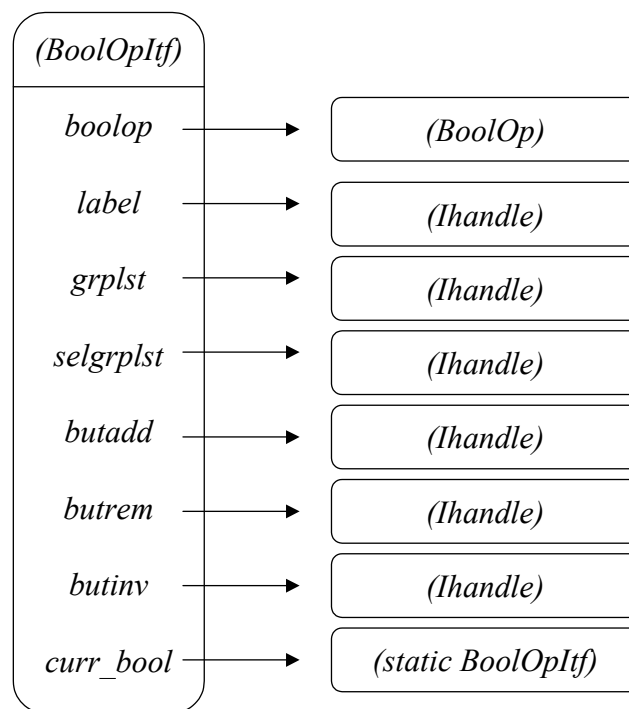 (BoolOpItf)
boolop (BoolOp)
label (Ihandle)
grplst (Ihandle)
selgrplst (Ihandle)
butadd (Ihandle)
butrem (Ihandle)
butinv (Ihandle)
curr_bool (static BoolOpItf)